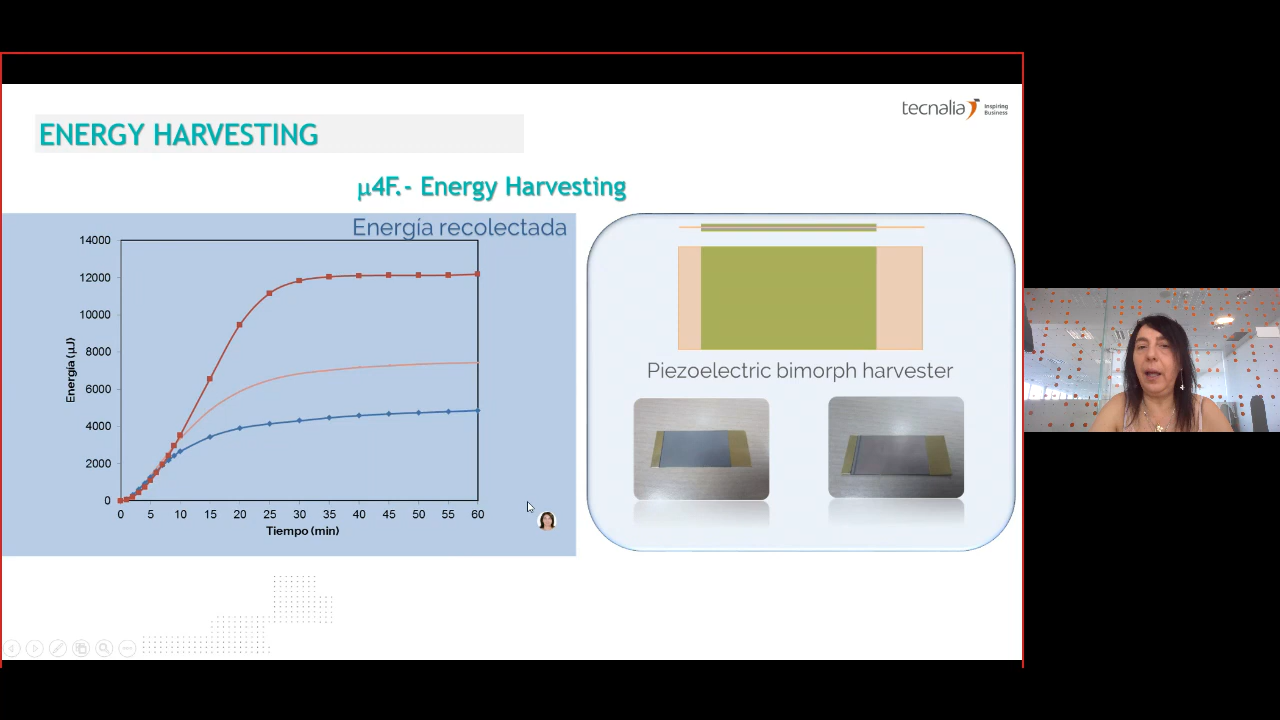 tecnalia Inspiring
Business
ENERGY HARVESTING
µ4F.- Energy Harvesting
Energía recolectada
14000
12000
10000
8000
6000
4000
2000
0
Energía (µJ)
0 5 10 15 20 25 30 35 40 45 50 55 60
Tiempo (min)
Piezoelectric bimorph harvester